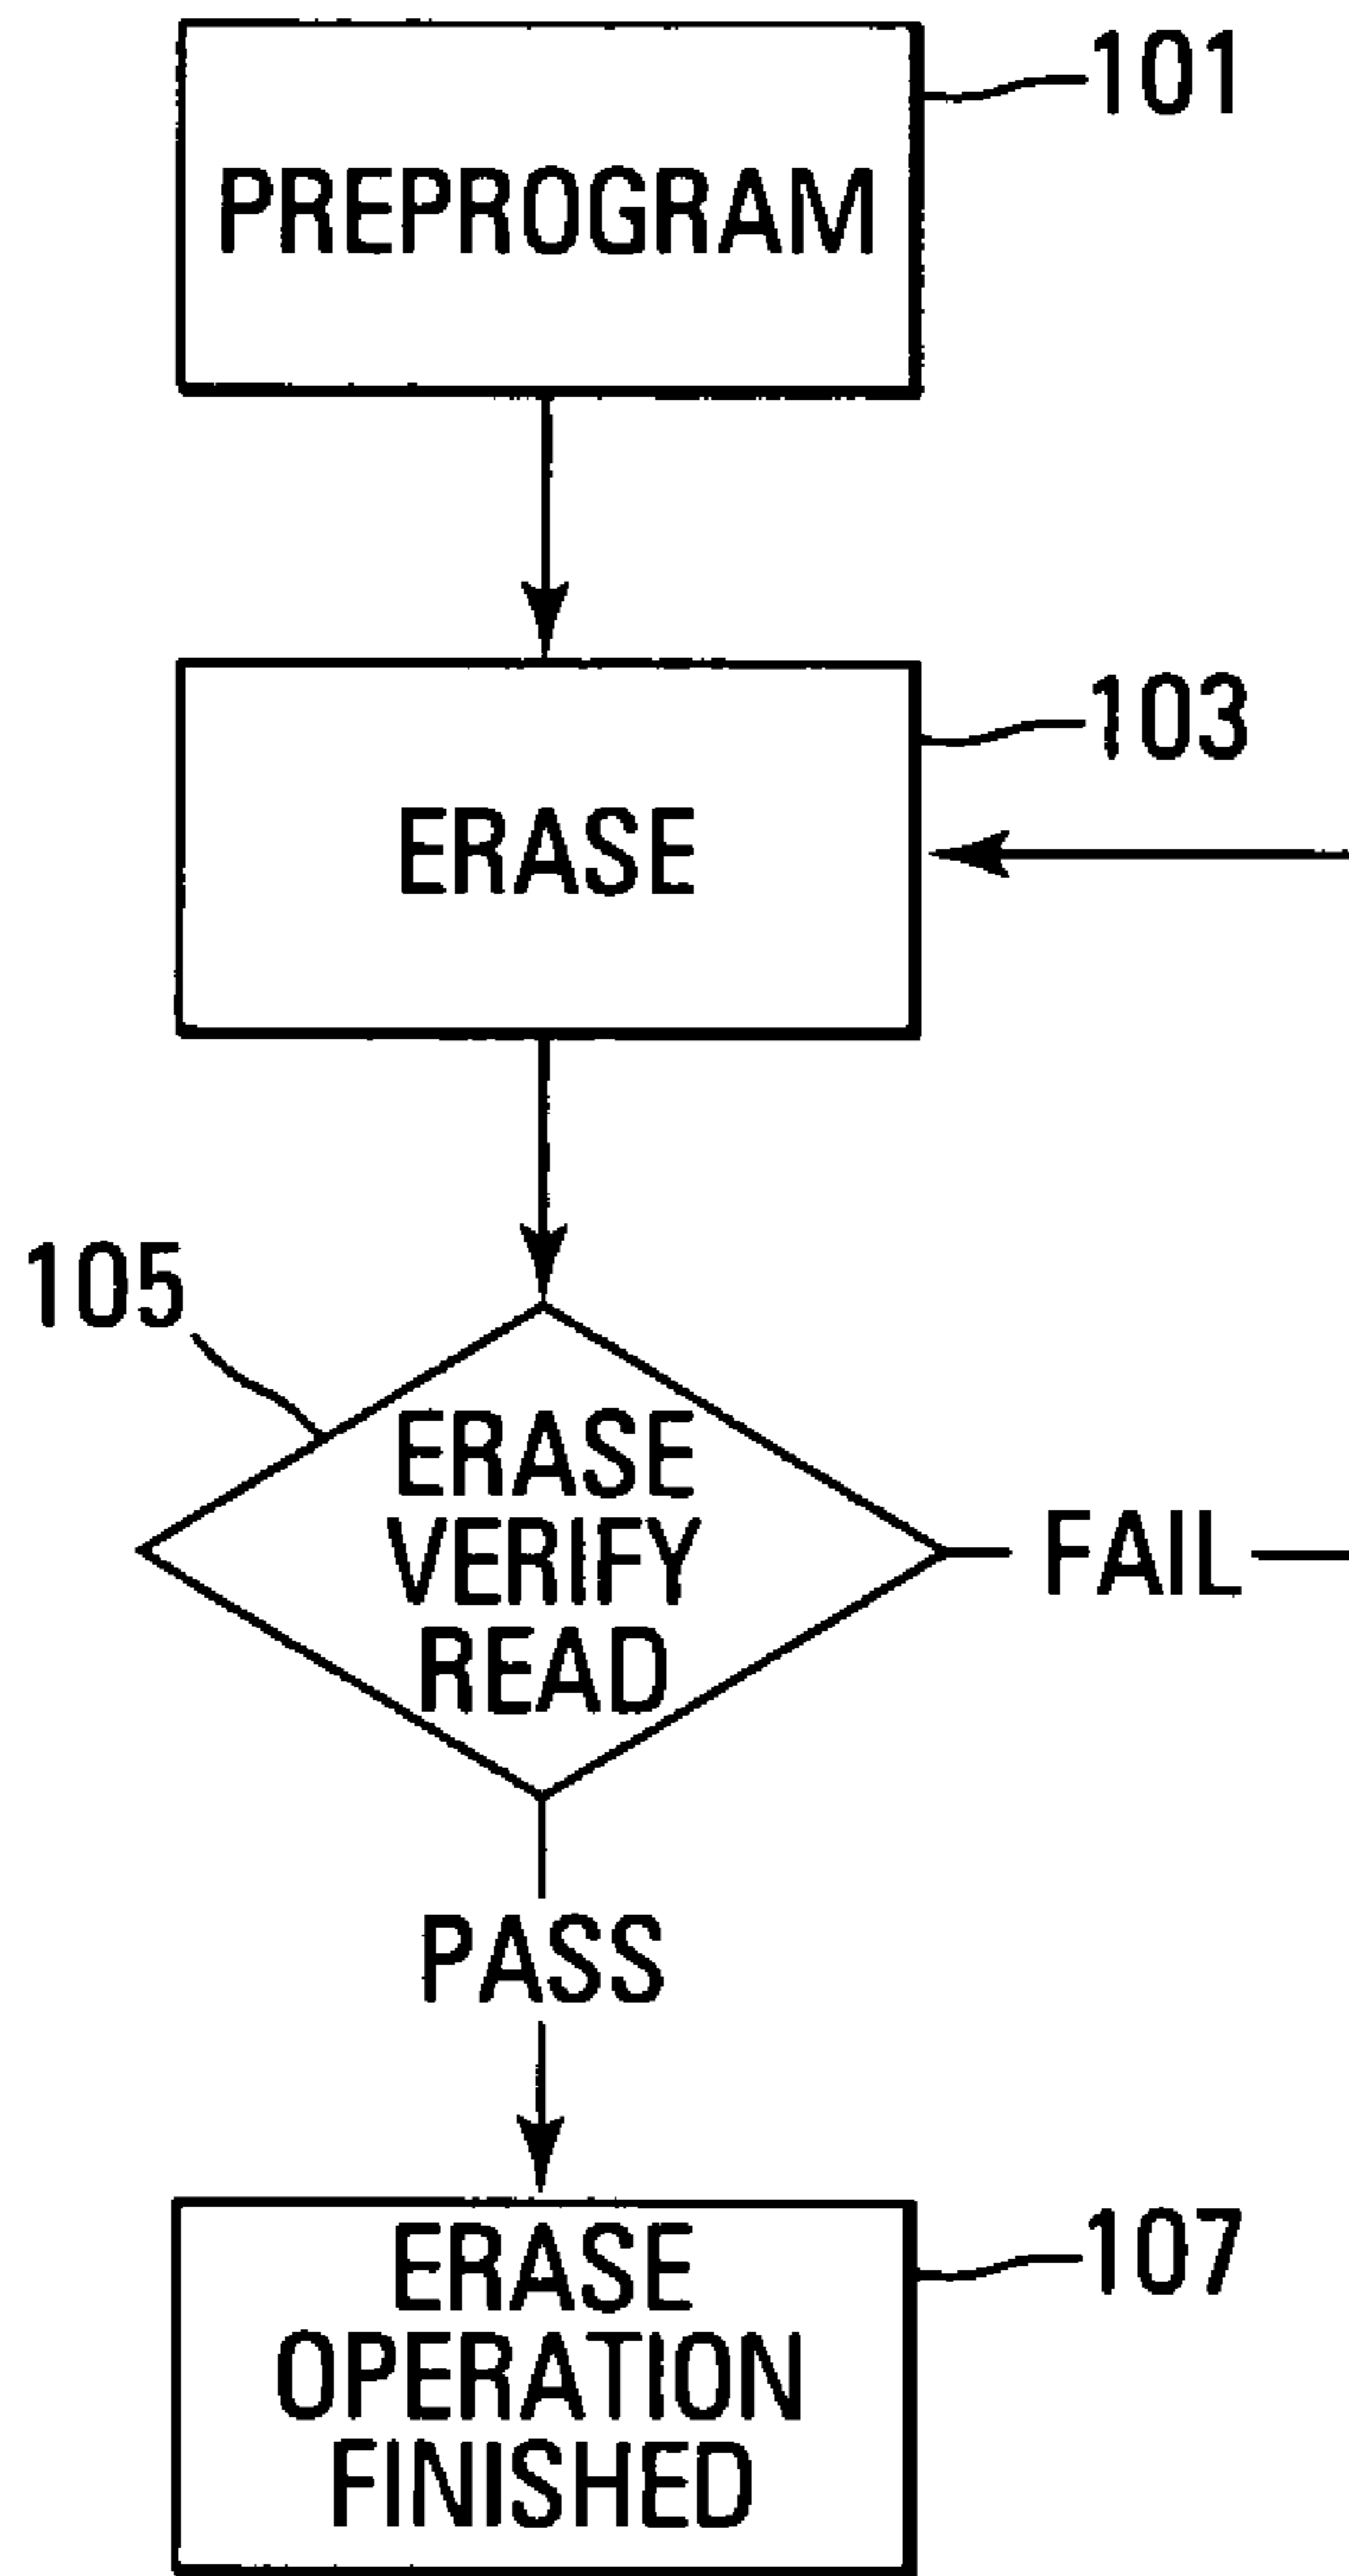 101
PREPROGRAM
103
ERASE
105
ERASE
VERIFY
READ
FAIL
PASS
107
ERASE
OPERATION
FINISHED